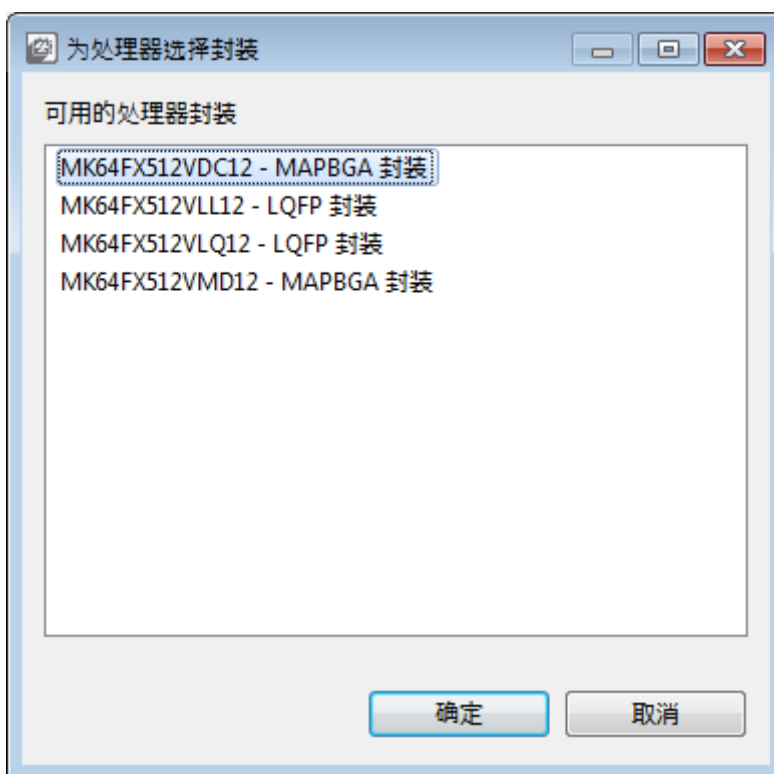 为处理器选择封装
可用的处理器封装
MK64FX512VDC12 - MAPBGA 封装
MK64FX512VLL12 - LQFP 封装
MK64FX512VLQ12 - LQFP 封装
MK64FX512VMD12 - MAPBGA 封装
确定
取消